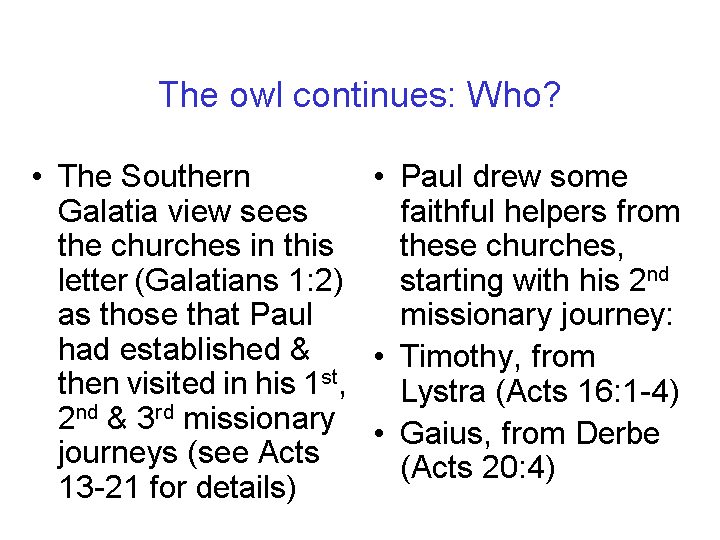 The owl continues: Who?
• The Southern
Galatia view sees
the churches in this
letter (Galatians 1:2)
as those that Paul
had established &
then visited in his 1st,
2nd & 3rd missionary
journeys (see Acts
13-21 for details)
• Paul drew some
faithful helpers from
these churches,
starting with his 2nd
missionary journey:
• Timothy, from
Lystra (Acts 16:1-4)
• Gaius, from Derbe
(Acts 20:4)